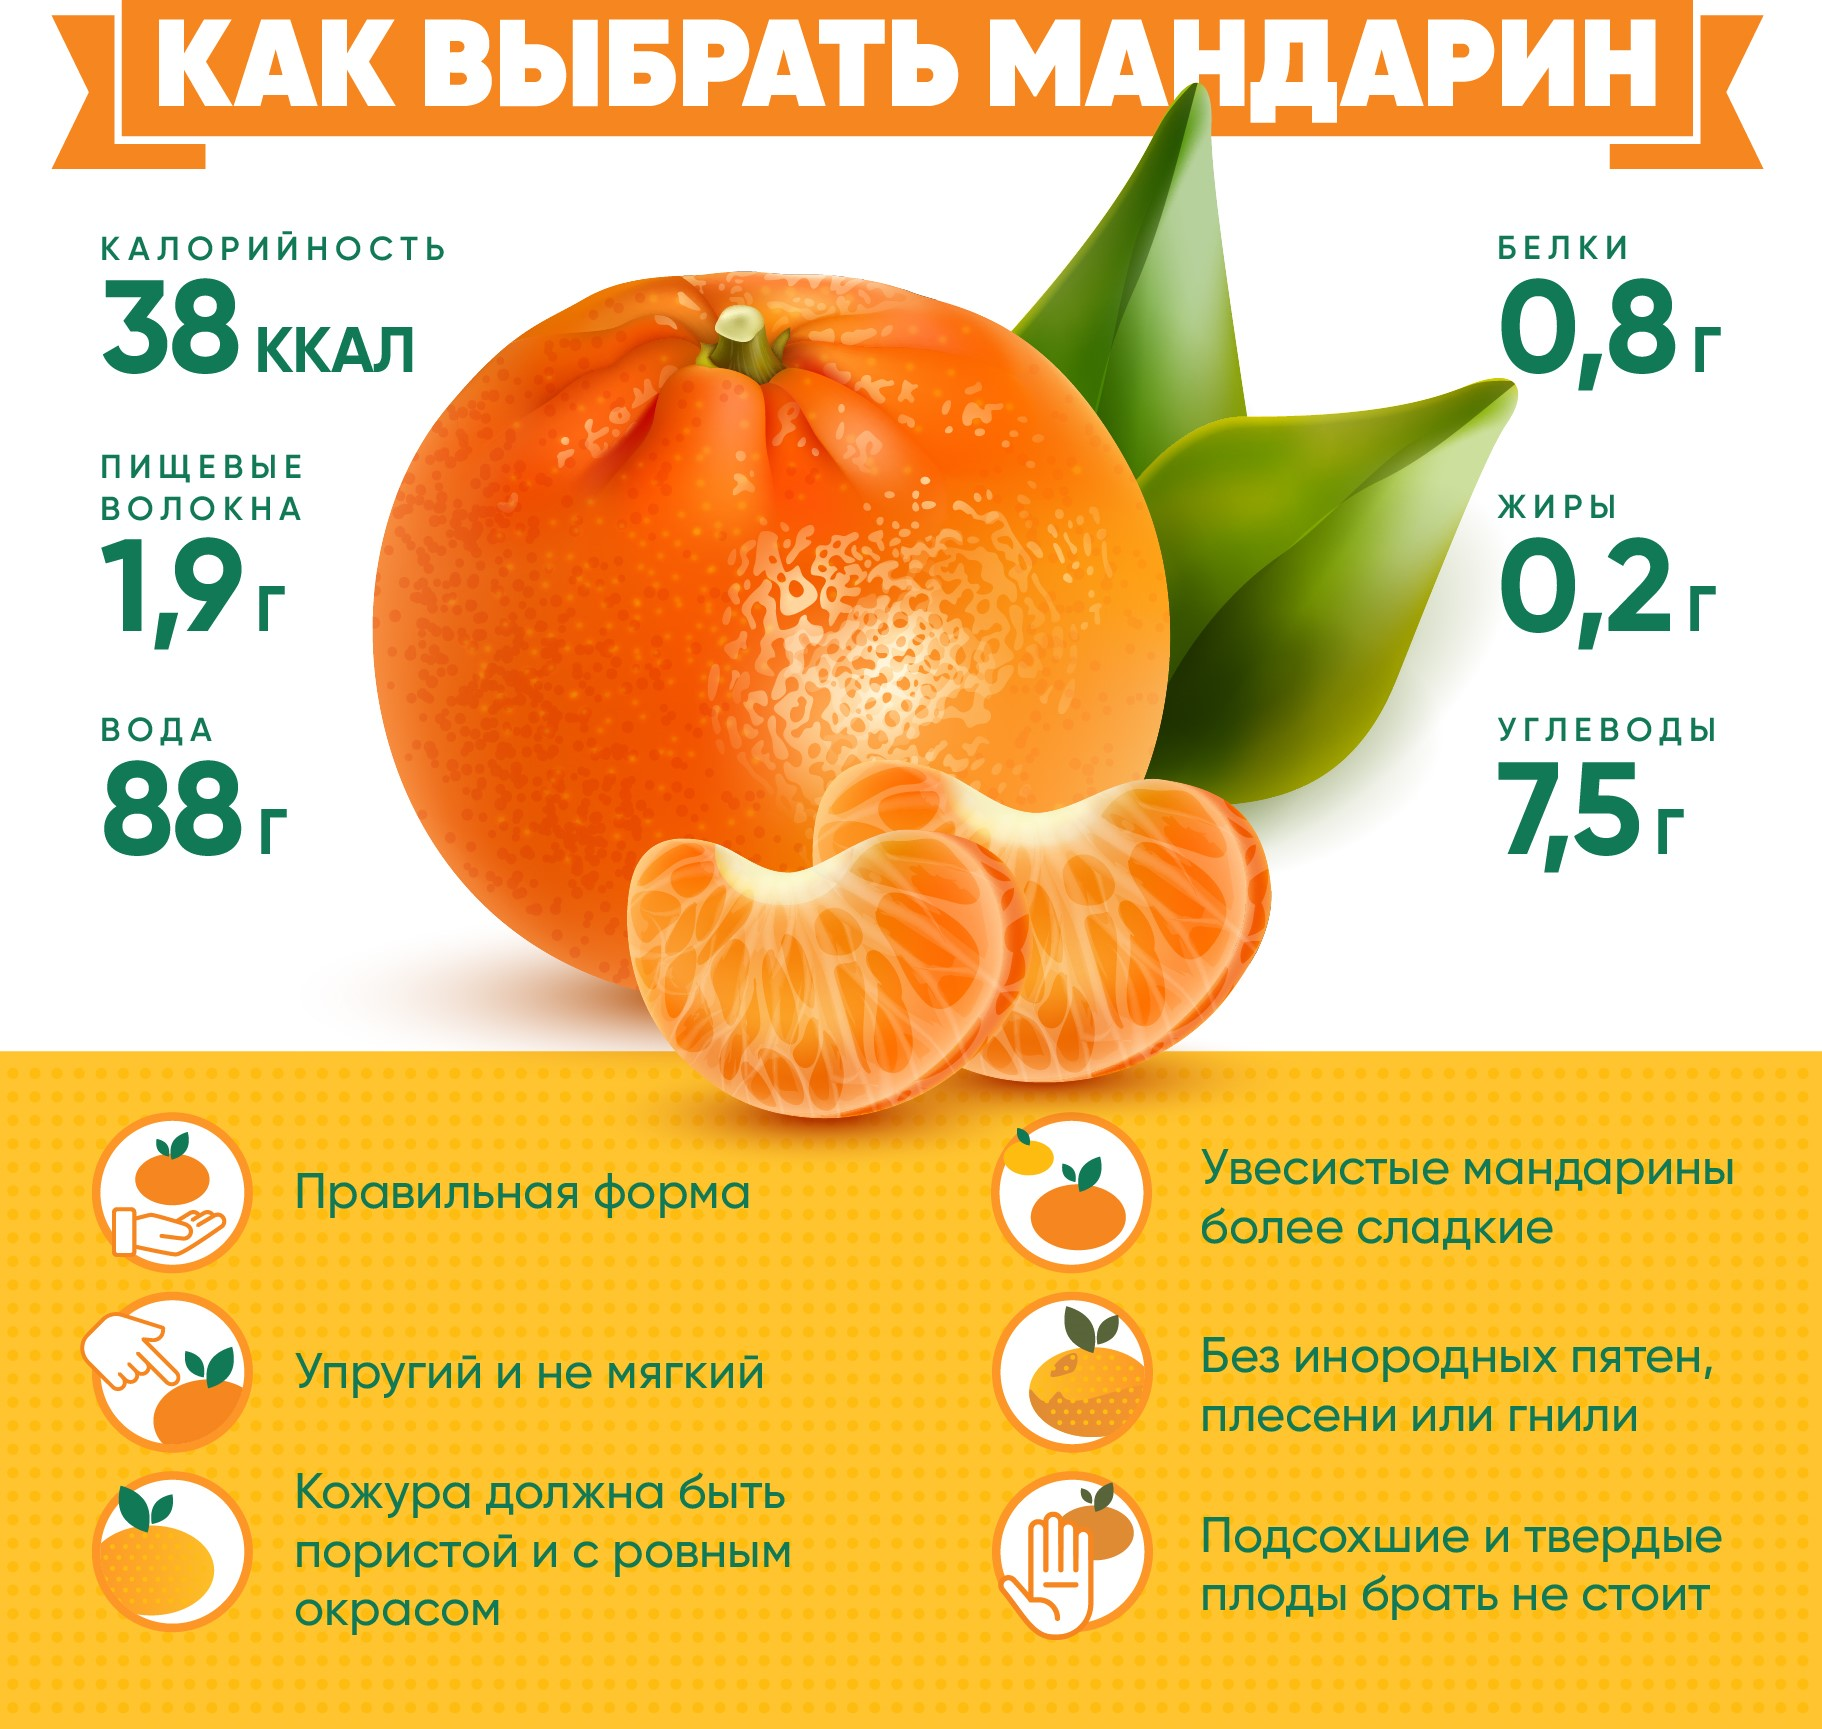 КАК ВЫБРАТЬ МАНДАРИН
КАЛОРИЙНОСТЬ
38 ККАЛ
ПИЩЕВЫЕ
ВОЛОКНА
1,9 г
ВОДА
88 г
БЕЛКИ
0,8 г
ЖИРЫ
0,2 г
УГЛЕВОДЫ
7,5 г
Правильная форма
Упругий и не мягкий
Кожура должна быть
пористой и с ровным
окрасом
Увесистые мандарины
более сладкие
Без инородных пятен,
плесени или гнили
Подсохшие и твердые
плоды брать не стоит